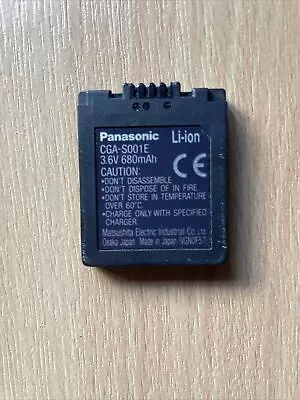 Panasonic Li-ion
CGA-S001E
3.6V 680mAh
CAUTION:
•DON'T DISASSEMBLE.
•DON'T DISPOSE OF IN FIRE.
•DON'T STORE IN TEMPERATURE
OVER 60°C.
•CHARGE ONLY WITH SPECIFIED
CHARGER.
Matsushita Electric Industrial Co., Ltd.
Osaka Japan Made in Japan
CE